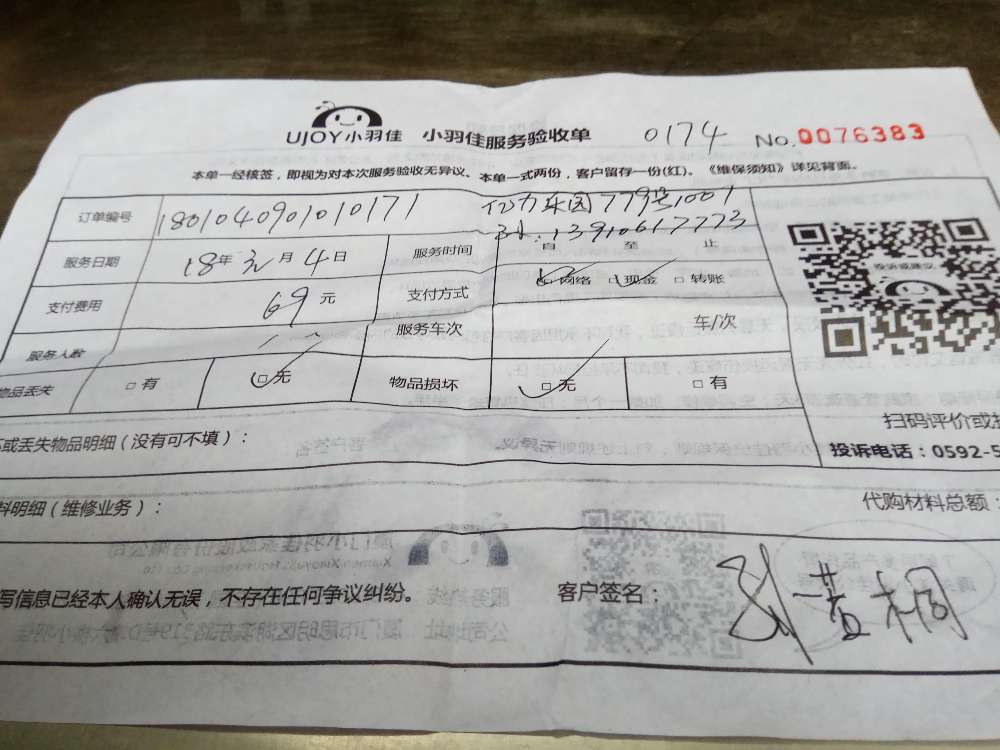 UJOY小羽佳 小羽佳服务验收单 0174 No.0076383
本单一经核签，即视为对本次服务验收无异议。本单一式两份，客户留存一份(红)。《维保须知》详见背面。
订单编号 180104091010171 亿力乐园779号1001
刘:13910617773
服务日期 18年元月4日 服务时间 自 至 止
支付费用 69元 支付方式 网络 □现金 □转账
服务人数 服务车次 车/次
物品丢失 □有 □无 物品损坏 □无 □有
扫码评价或投
投诉电话：0592-5
或丢失物品明细（没有可不填）：
料明细（维修业务）： 代购材料总额：
写信息已经本人确认无误，不存在任何争议纠纷。 客户签名：